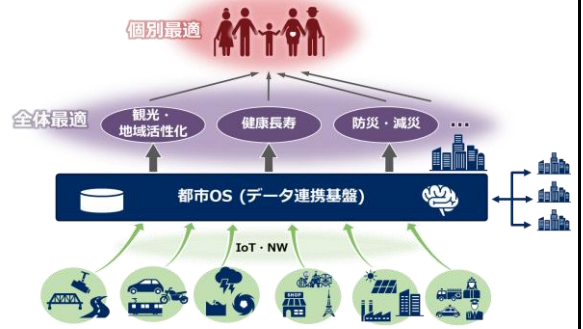 個別最適
全体最適
観光・
地域活性化
健康長寿
防災・減災
...
都市OS (データ連携基盤)
IoT・NW
SHOP